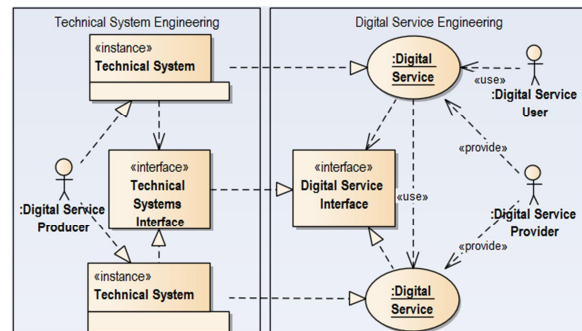 Technical System Engineering
Digital Service Engineering
«instance»
Technical System
:Digital
Service
«use»
:Digital Service
User
«interface»
Technical
Systems
Interface
«interface»
Digital Service
Interface
«use»
«provide»
:Digital Service
Producer
:Digital Service
Provider
«provide»
«instance»
Technical System
:Digital
Service